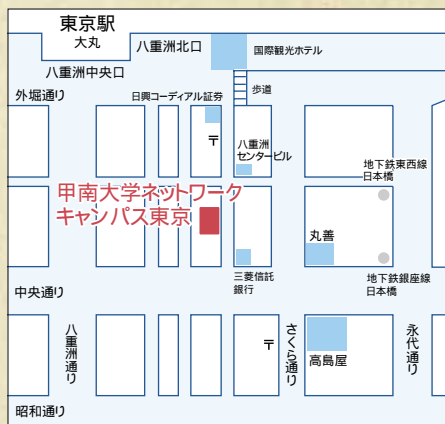 東京駅
大丸
八重洲北口
国際観光ホテル
八重洲中央口
外堀通り
日興コーディアル証券
歩道
〒
八重洲
センタービル
地下鉄東西線
日本橋
甲南大学ネットワーク
キャンパス東京
丸善
三菱信託
銀行
地下鉄銀座線
日本橋
中央通り
八重洲通り
〒
さくら通り
高島屋
永代通り
昭和通り